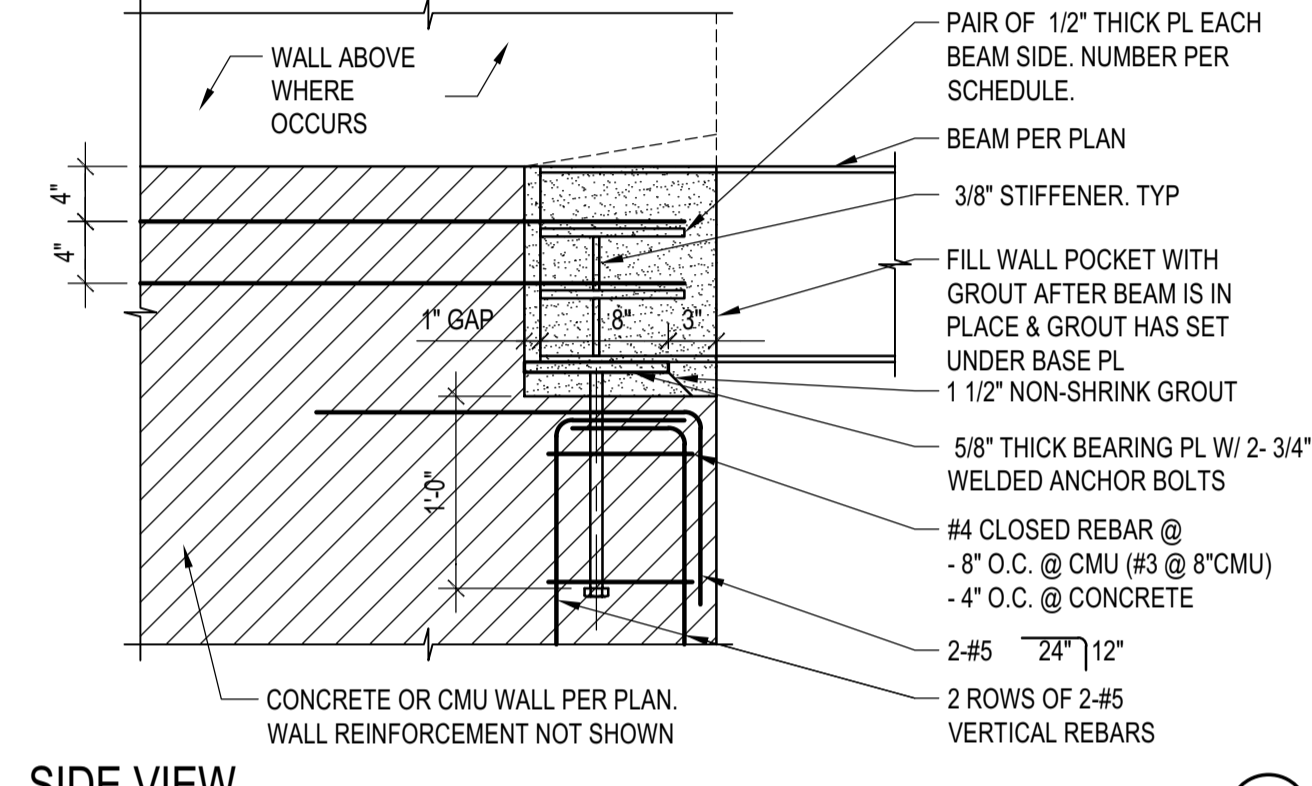 WALL ABOVE
WHERE
OCCURS
4"
4"
1" GAP
8"
3"
1'-0"
CONCRETE OR CMU WALL PER PLAN.
WALL REINFORCEMENT NOT SHOWN
PAIR OF 1/2" THICK PL EACH
BEAM SIDE. NUMBER PER
SCHEDULE.
BEAM PER PLAN
3/8" STIFFENER. TYP
FILL WALL POCKET WITH
GROUT AFTER BEAM IS IN
PLACE & GROUT HAS SET
UNDER BASE PL
1 1/2" NON-SHRINK GROUT
5/8" THICK BEARING PL W/ 2- 3/4"
WELDED ANCHOR BOLTS
#4 CLOSED REBAR @
- 8" O.C. @ CMU (#3 @ 8"CMU)
- 4" O.C. @ CONCRETE
2-#5 24" 12"
2 ROWS OF 2-#5
VERTICAL REBARS
SIDE VIEW